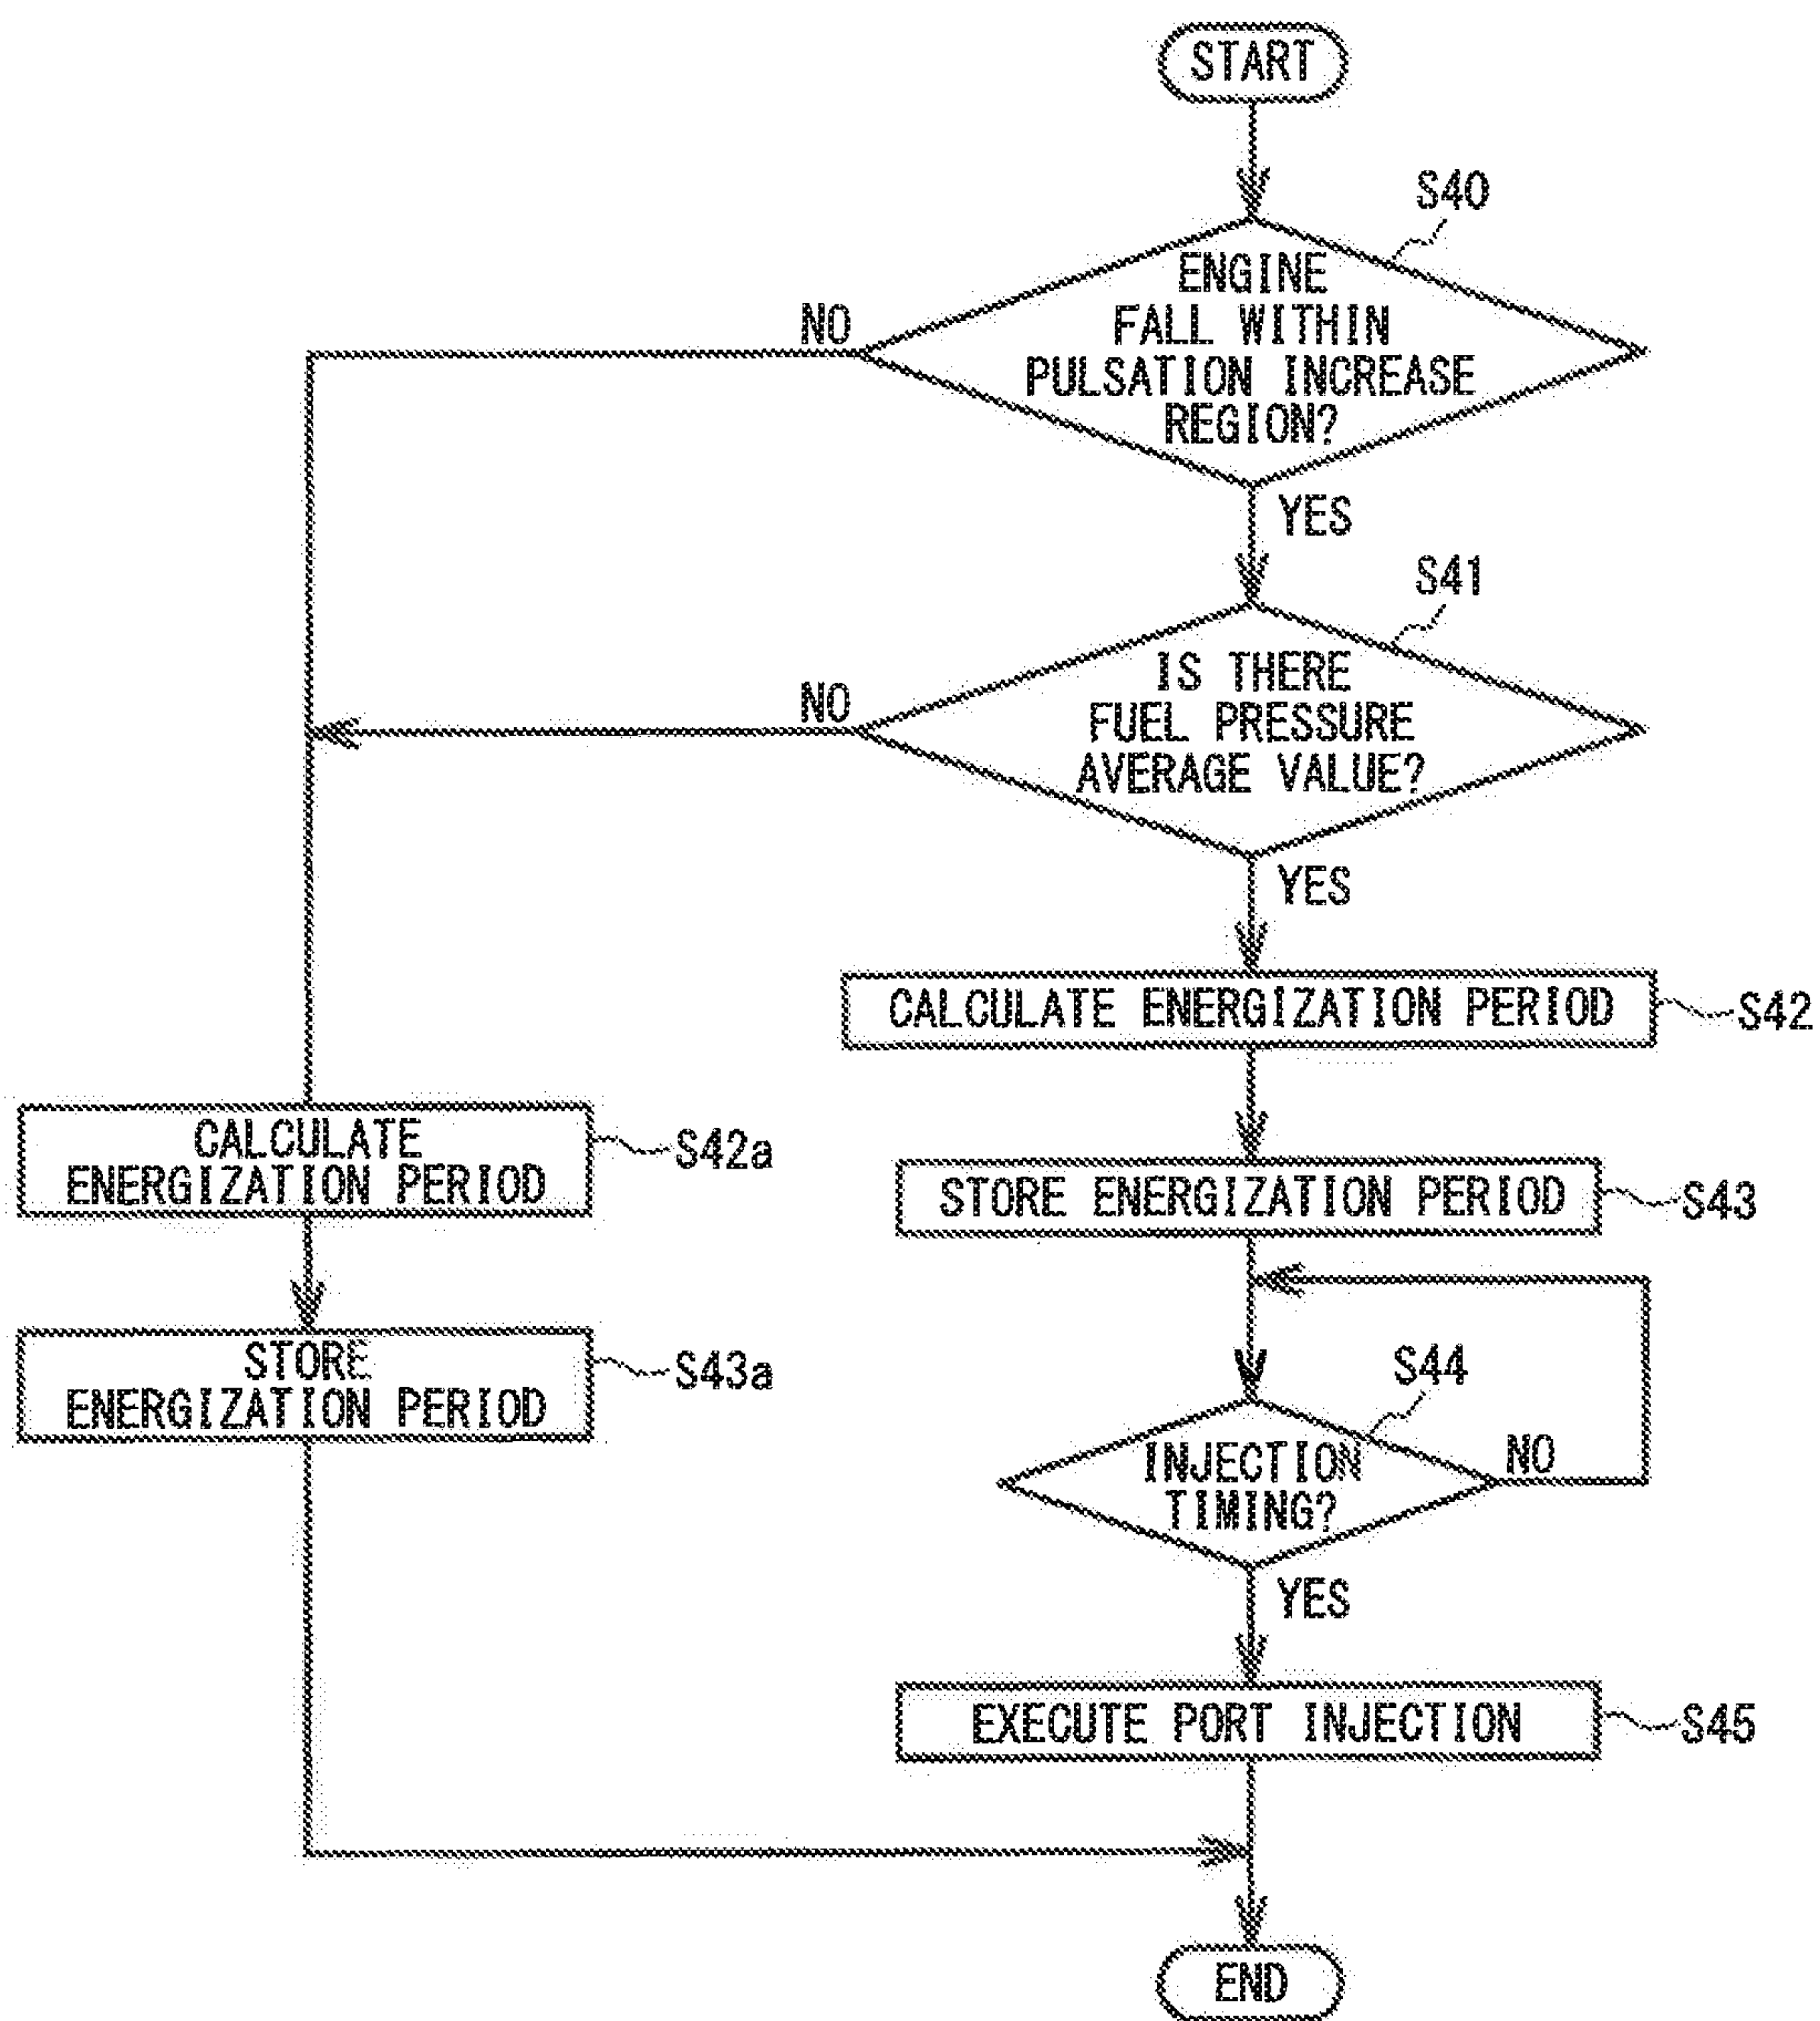 START
S40
ENGINE
FALL WITHIN
PULSATION INCREASE
REGION?
NO
YES
S41
IS THERE
FUEL PRESSURE
AVERAGE VALUE?
NO
YES
CALCULATE ENERGIZATION PERIOD
S42
CALCULATE
ENERGIZATION PERIOD
S42a
STORE ENERGIZATION PERIOD
S43
STORE
ENERGIZATION PERIOD
S43a
S44
INJECTION
TIMING?
NO
YES
EXECUTE PORT INJECTION
S45
END